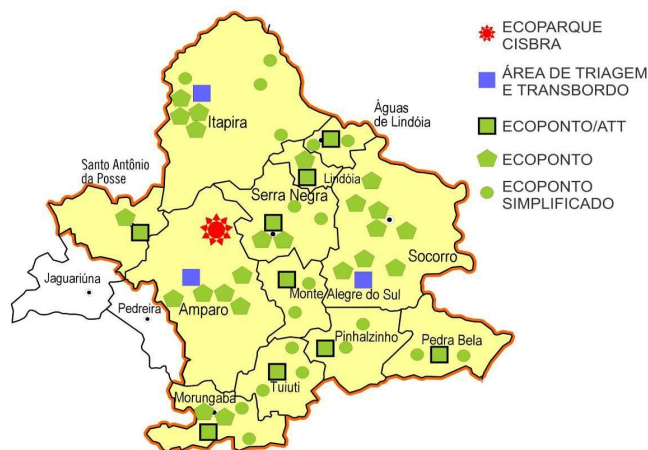 ECOPARQUE
CISBRA
ÁREA DE TRIAGEM
E TRANSBORDO
ECOPONTO/ATT
ECOPONTO
ECOPONTO
SIMPLIFICADO
Itapira
Águas
de Lindóia
Santo Antônio
da Posse
Lindóia
Serra Negra
Socorro
Jaguariúna
Pedreira
Amparo
Monte Alegre do Sul
Pinhalzinho
Pedra Bela
Tuiuti
Morungaba